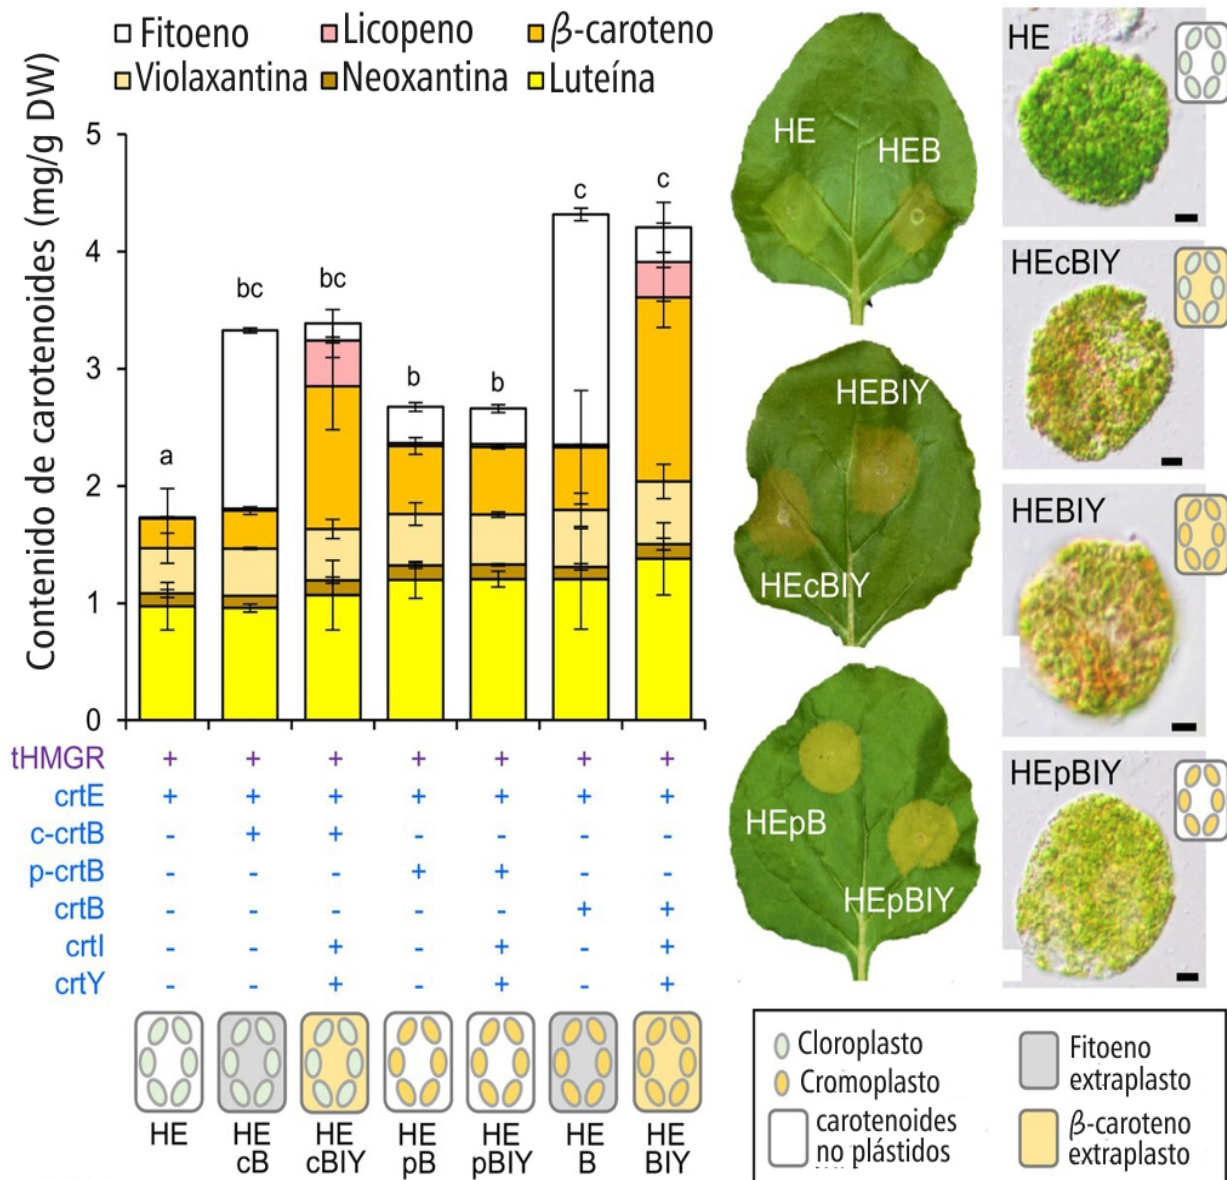 Fitoeno Licopeno β-caroteno
Violaxantina Neoxantina Luteína
Contenido de carotenoides (mg/g DW)
5
4
3
2
1
0
a
bc
bc
b
b
c
c
tHMGR + + + + + + +
crtE + + + + + + +
c-crtB - + + - - - -
p-crtB - - - + + - -
crtB - - - - - + +
crtI - - + - + - +
crtY - - + - + - +
HE
HE
cB
HE
cBIY
HE
pB
HE
pBIY
HE
B
HE
BIY
HE
HEB
HEBIY
HEcBIY
HEpB
HEpBIY
HE
HEcBIY
HEBIY
HEpBIY
Cloroplasto
Cromoplasto
carotenoides
no plástidos
Fitoeno
extraplasto
β-caroteno
extraplasto